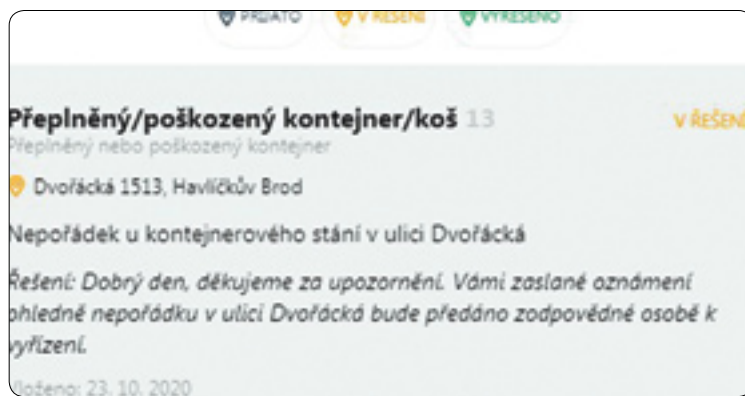 PŘIJATO V ŘEŠENÍ VYŘEŠENO
Přeplněný/poškozený kontejner/koš 13 V ŘEŠENÍ
Přeplněný nebo poškozený kontejner
Dvořácká 1513, Havlíčkův Brod
Nepořádek u kontejnerového stání v ulici Dvořácká
Řešení: Dobrý den, děkujeme za upozornění. Vámi zaslané oznámení
ohledně nepořádku v ulici Dvořácká bude předáno zodpovědné osobě k
vyřízení.
Vloženo: 23. 10. 2020